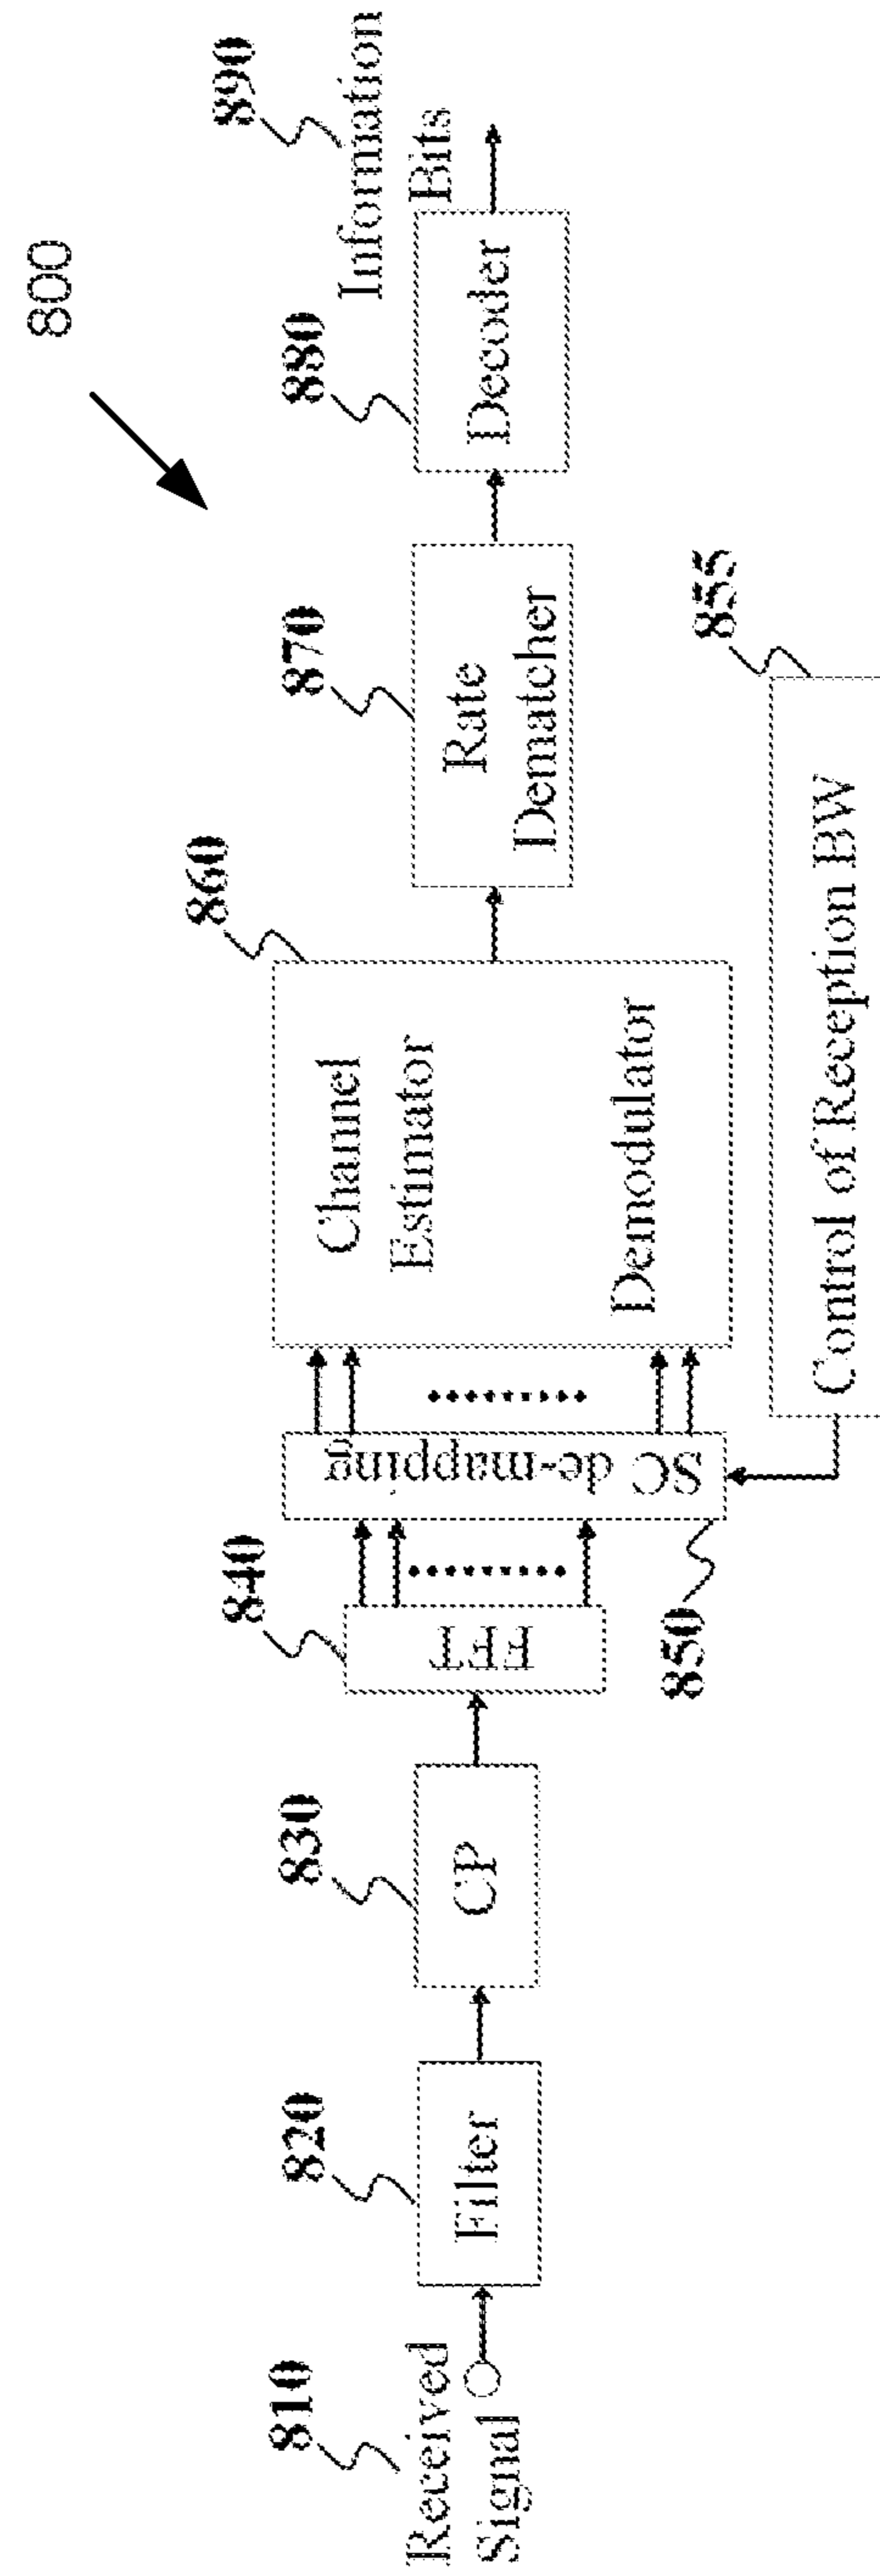 800
810
Received
Signal
820
Filter
830
CP
840
FFT
850
SC de-mapping
855
Control of Reception BW
860
Channel
Estimator
Demodulator
870
Rate
Dematcher
880
Decoder
890
Information
Bits